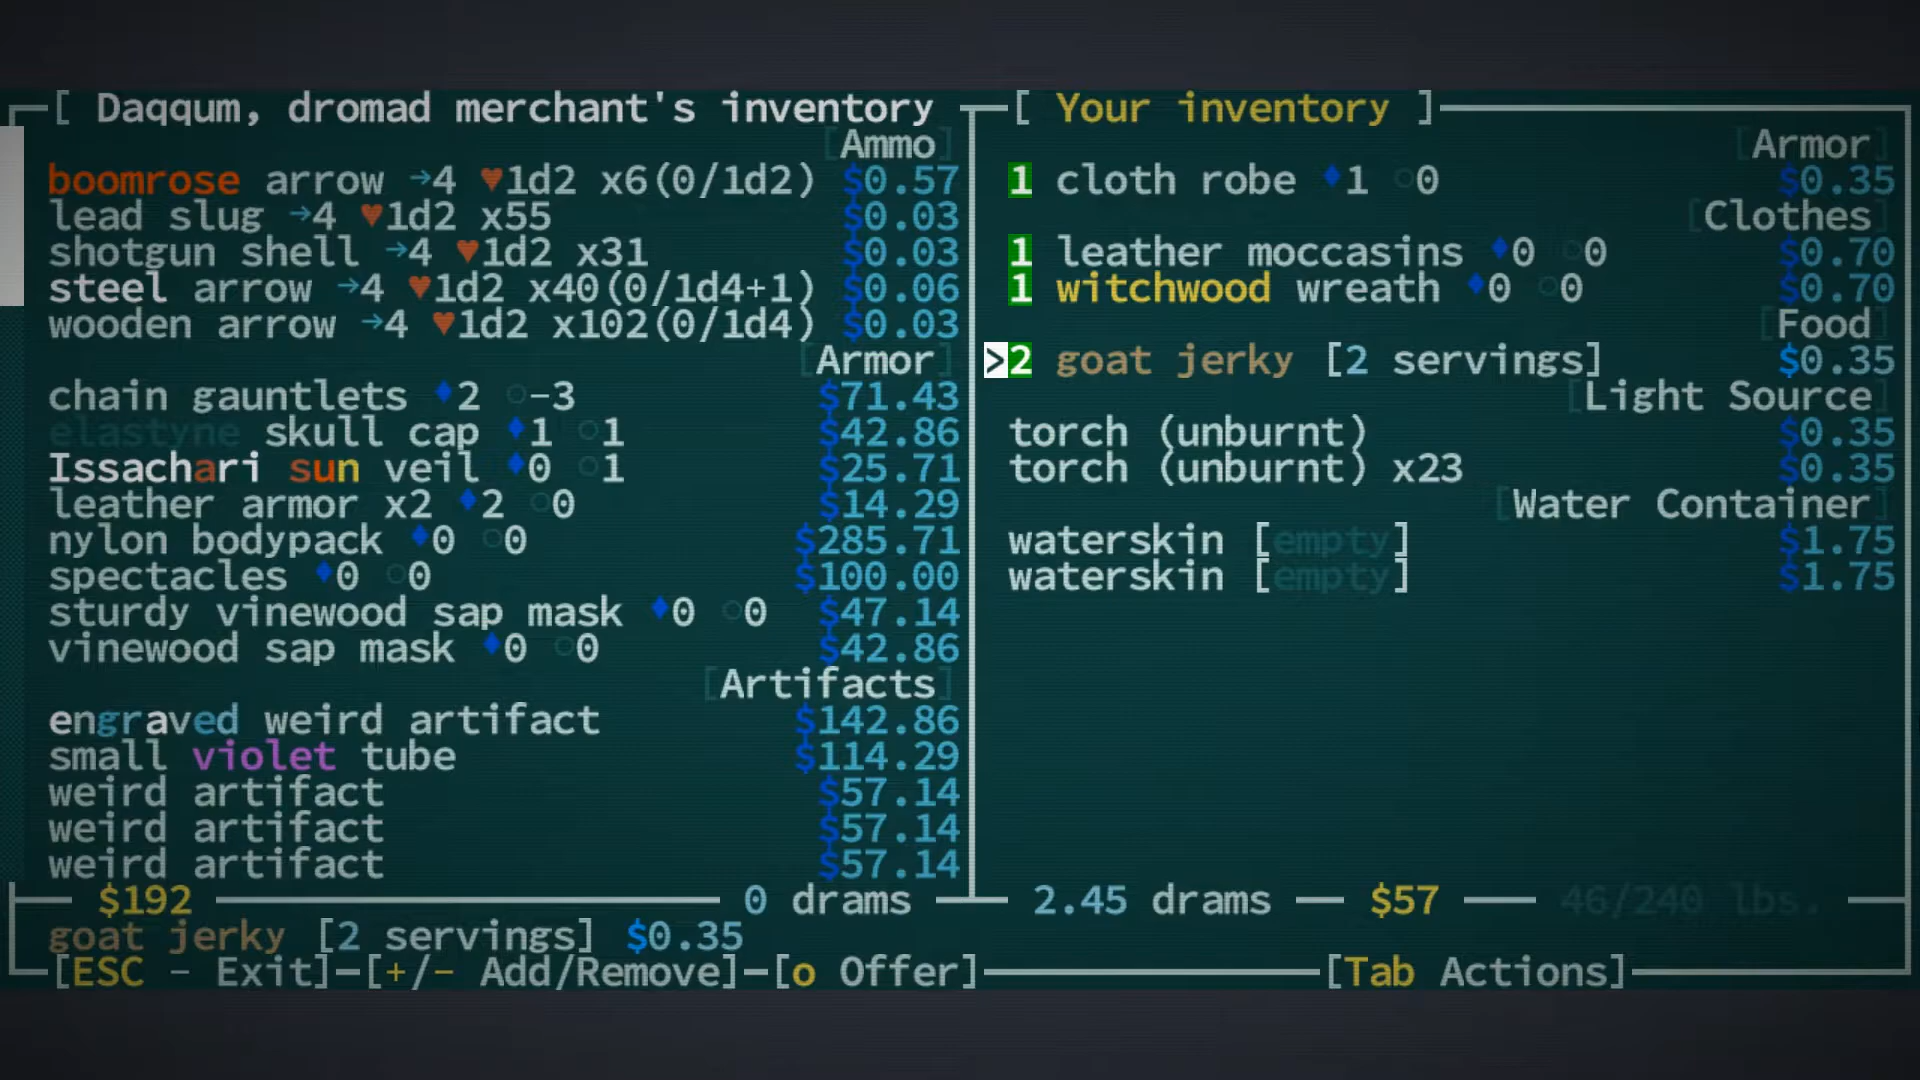 [ Daqqum, dromad merchant's inventory
[Ammo]
boomrose arrow →4 ♥1d2 x6(0/1d2) $0.57
lead slug →4 ♥1d2 x55 $0.03
shotgun shell →4 ♥1d2 x31 $0.03
steel arrow →4 ♥1d2 x40(0/1d4+1) $0.06
wooden arrow →4 ♥1d2 x102(0/1d4) $0.03
[Armor]
chain gauntlets ♦2 ○-3 $71.43
elastyne skull cap ♦1 ○1 $42.86
Issachari sun veil ♦0 ○1 $25.71
leather armor x2 ♦2 ○0 $14.29
nylon bodypack ♦0 ○0 $285.71
spectacles ♦0 ○0 $100.00
sturdy vinewood sap mask ♦0 ○0 $47.14
vinewood sap mask ♦0 ○0 $42.86
[Artifacts]
engraved weird artifact $142.86
small violet tube $114.29
weird artifact $57.14
weird artifact $57.14
weird artifact $57.14
$192 0 drams
[ Your inventory ]
[Armor]
1 cloth robe ♦1 ○0 $0.35
[Clothes]
1 leather moccasins ♦0 ○0 $0.70
1 witchwood wreath ♦0 ○0 $0.70
[Food]
>2 goat jerky [2 servings] $0.35
[Light Source]
torch (unburnt) $0.35
torch (unburnt) x23 $0.35
[Water Container]
waterskin [empty] $1.75
waterskin [empty] $1.75
2.45 drams $57 46/240 lbs.
goat jerky [2 servings] $0.35
[ESC - Exit] [+/- Add/Remove] [o Offer] [Tab Actions]